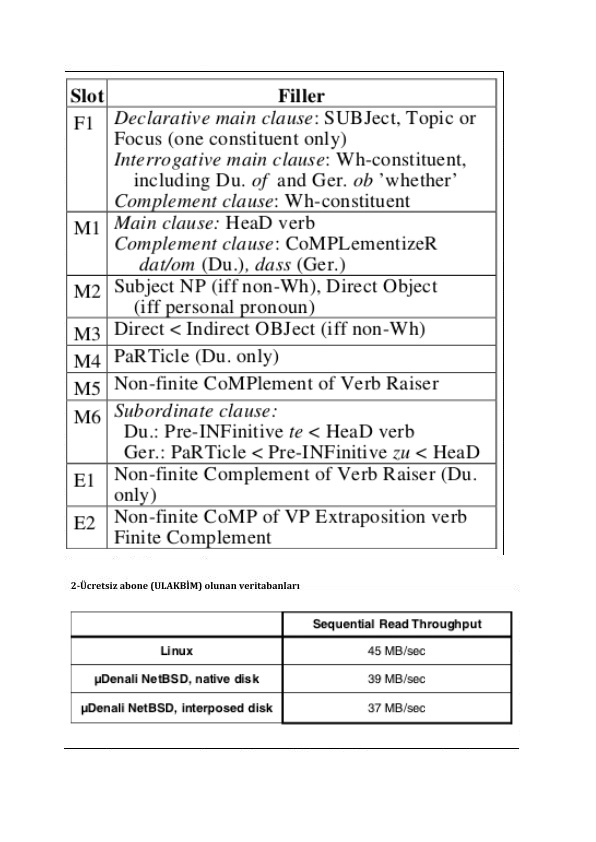 Slot Filler
F1 Declarative main clause: SUBJect, Topic or
Focus (one constituent only)
Interrogative main clause: Wh-constituent,
including Du. of and Ger. ob ’whether’
Complement clause: Wh-constituent
M1 Main clause: HeaD verb
Complement clause: CoMPLementizeR
dat/om (Du.), dass (Ger.)
M2 Subject NP (iff non-Wh), Direct Object
(iff personal pronoun)
M3 Direct < Indirect OBJect (iff non-Wh)
M4 PaRTicle (Du. only)
M5 Non-finite CoMPlement of Verb Raiser
M6 Subordinate clause:
Du.: Pre-INFinitive te < HeaD verb
Ger.: PaRTicle < Pre-INFinitive zu < HeaD
E1 Non-finite Complement of Verb Raiser (Du.
only)
E2 Non-finite CoMP of VP Extraposition verb
Finite Complement
2-Ücretsiz abone (ULAKBİM) olunan veritabanları
Sequential Read Throughput
Linux 45 MB/sec
µDenali NetBSD, native disk 39 MB/sec
µDenali NetBSD, interposed disk 37 MB/sec